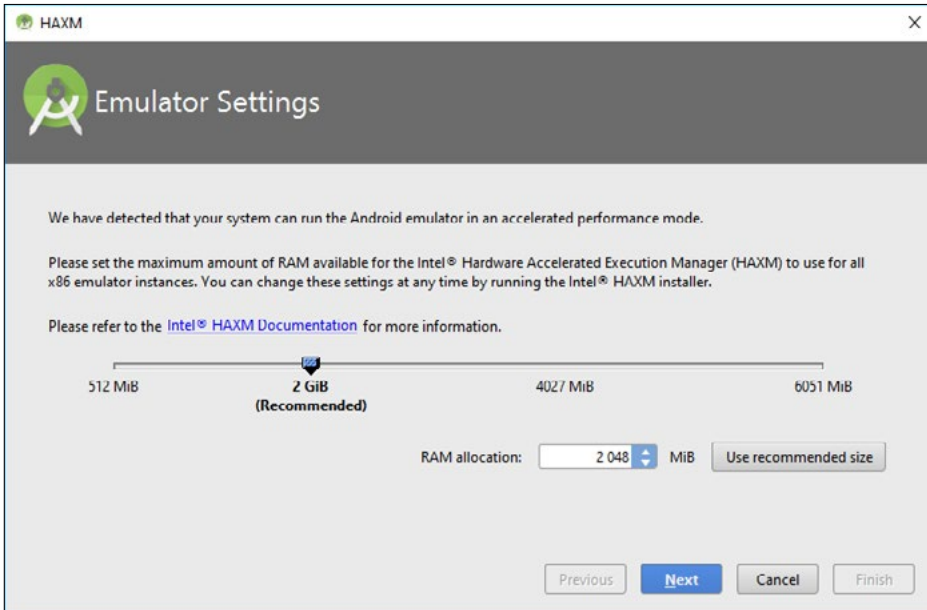 HAXM
Emulator Settings
We have detected that your system can run the Android emulator in an accelerated performance mode.
Please set the maximum amount of RAM available for the Intel® Hardware Accelerated Execution Manager (HAXM) to use for all
x86 emulator instances. You can change these settings at any time by running the Intel® HAXM installer.
Please refer to the Intel® HAXM Documentation for more information.
512 MiB 2 GiB 4027 MiB 6051 MiB
(Recommended)
RAM allocation: 2 048 MiB Use recommended size
Previous Next Cancel Finish